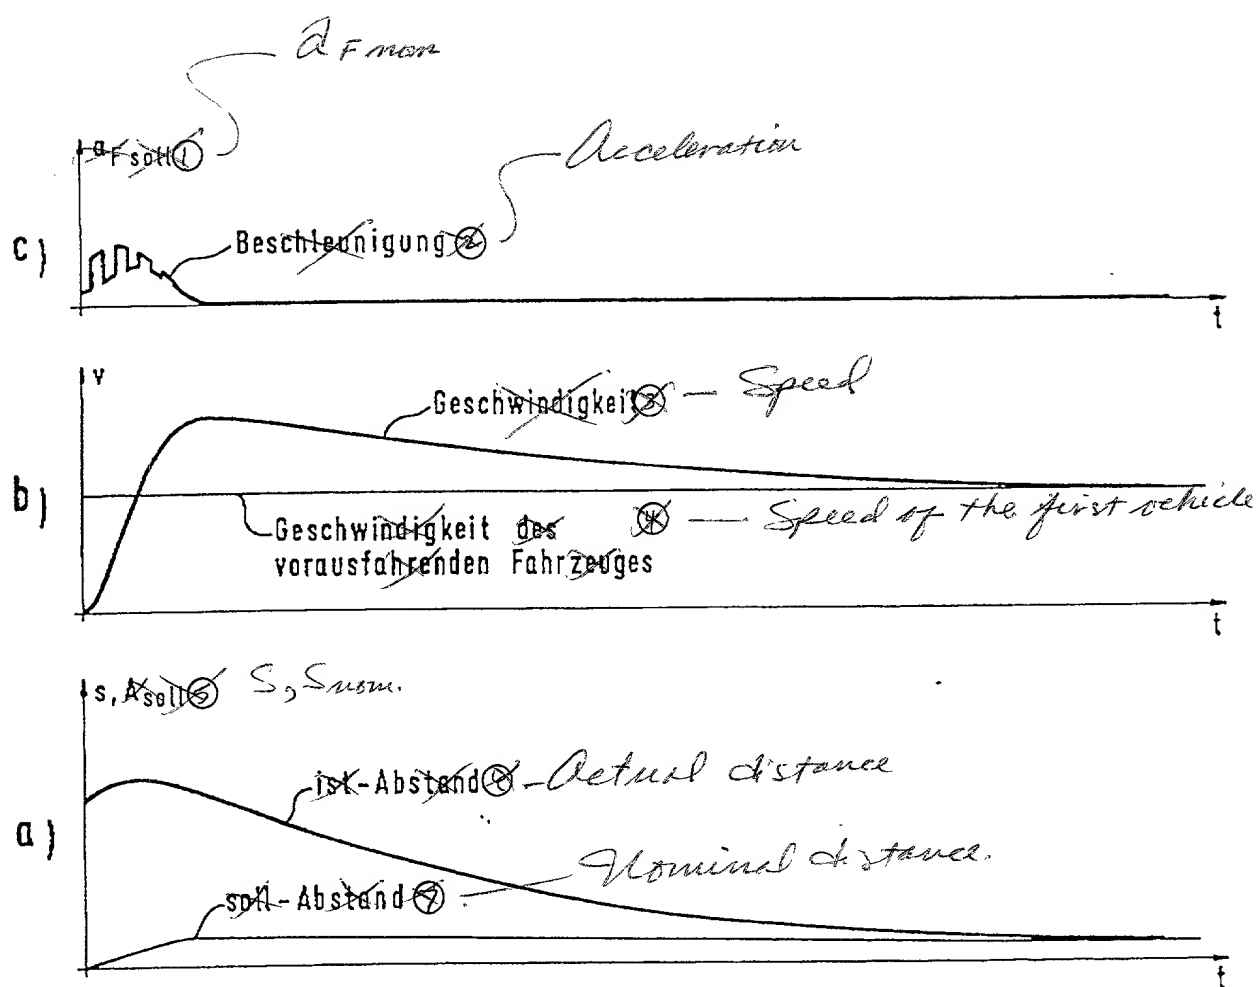 a F nom
a F soll 1
Acceleration
c) Beschleunigung 2
t
v
Geschwindigkeit 3 — Speed
b)
Geschwindigkeit des 4 — Speed of the first vehicle
vorausfahrenden Fahrzeuges
t
s, A soll 5 S, Snom.
ist-Abstand 6 - Actual distance
a)
Nominal distance.
soll-Abstand 7
t